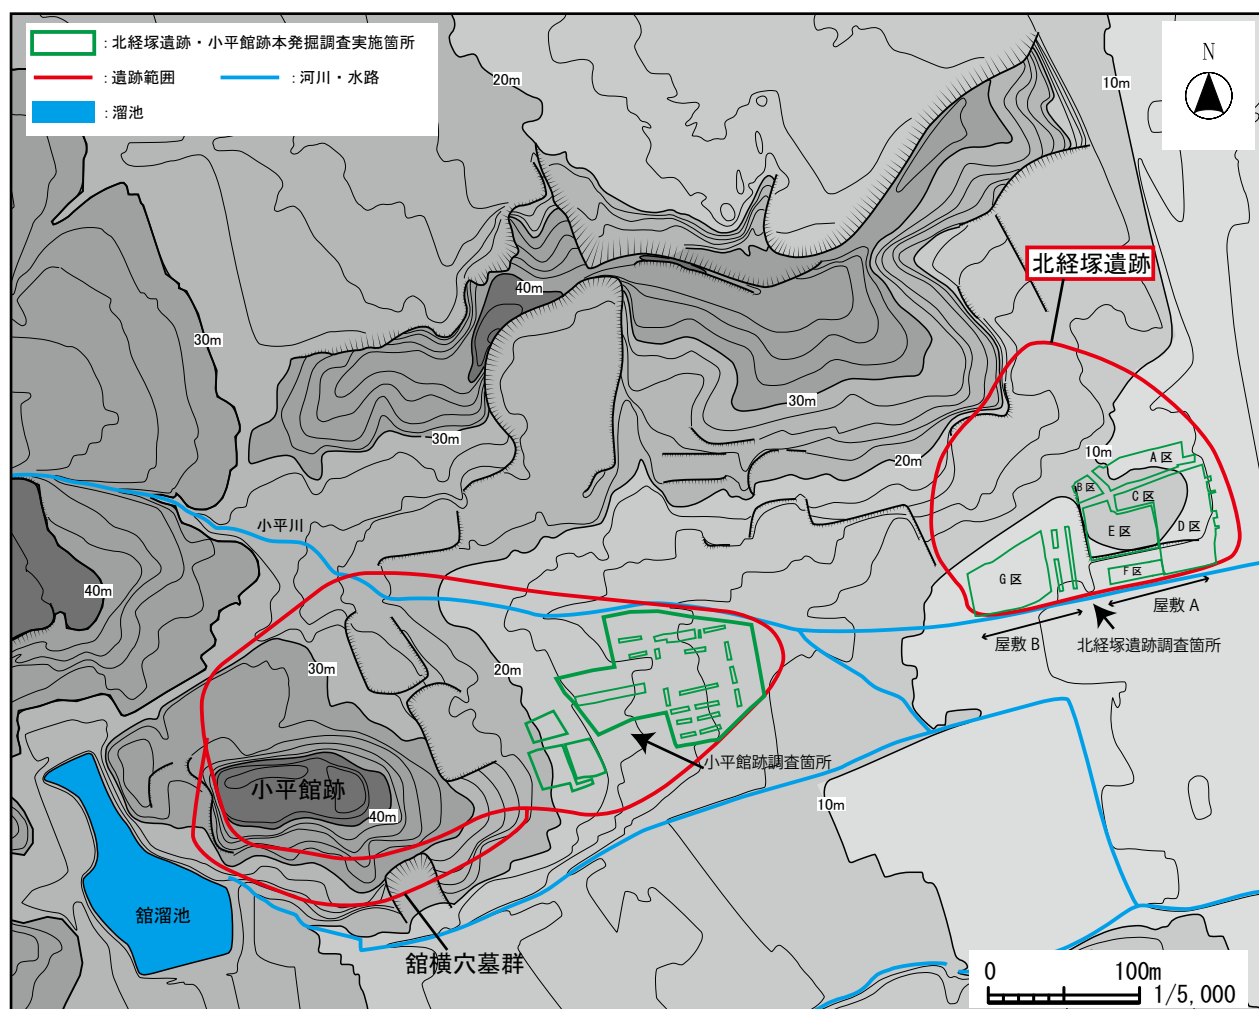 ：北経塚遺跡・小平館跡本発掘調査実施箇所
：遺跡範囲
：河川・水路
：溜池
N
20m
10m
北経塚遺跡
40m
30m
30m
30m
20m
10m
A区
B区
C区
D区
E区
F区
G区
屋敷A
屋敷B
北経塚遺跡調査箇所
小平川
40m
30m
20m
小平館跡調査箇所
小平館跡
40m
10m
舘溜池
舘横穴墓群
0
100m
1/5,000